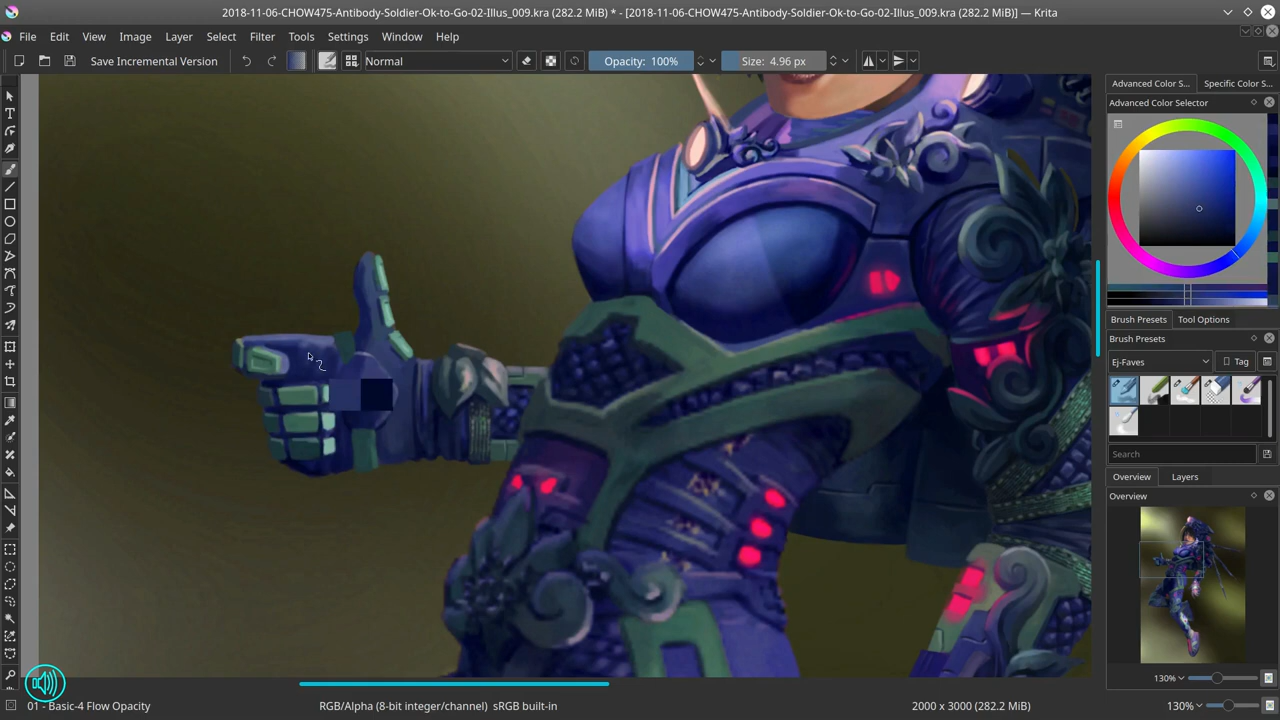 2018-11-06-CHOW475-Antibody-Soldier-Ok-to-Go-02-Illus_009.kra (282.2 MiB) * - [2018-11-06-CHOW475-Antibody-Soldier-Ok-to-Go-02-Illus_009.kra (282.2 MiB)] — Krita
File Edit View Image Layer Select Filter Tools Settings Window Help
Save Incremental Version Normal Opacity: 100% Size: 4.96 px
Advanced Color S... Specific Color S...
Advanced Color Selector
Brush Presets Tool Options
Brush Presets
Ej-Faves Tag
Search
Overview Layers
Overview
130%
01 - Basic-4 Flow Opacity RGB/Alpha (8-bit integer/channel) sRGB built-in 2000 x 3000 (282.2 MiB) 130%